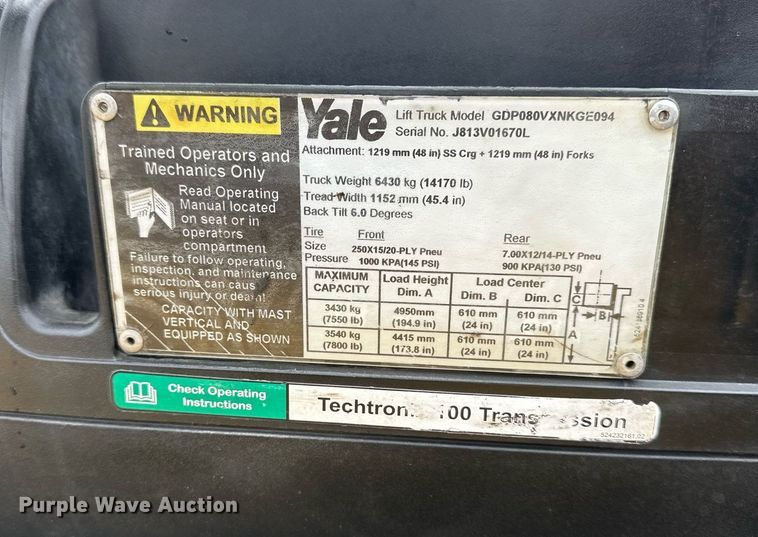 WARNING
Trained Operators and
Mechanics Only
Read Operating
Manual located
on seat or in
operators
compartment
Failure to follow operating,
inspection, and maintenance
instructions can caus
serious injury or death!
CAPACITY WITH MAST
VERTICAL AND
EQUIPPED AS SHOWN
Yale
Lift Truck Model GDP080VXNKGE094
Serial No. J813V01670L
Attachment: 1219 mm (48 in) SS Crg + 1219 mm (48 in) Forks
Truck Weight 6430 kg (14170 lb)
Tread Width 1152 mm (45.4 in)
Back Tilt 6.0 Degrees
Tire Front Rear
Size 250X15/20-PLY Pneu 7.00X12/14-PLY Pneu
Pressure 1000 KPA(145 PSI) 900 KPA(130 PSI)
MAXIMUM CAPACITY Load Height Dim. A Load Center Dim. B Dim. C
3430 kg (7550 lb) 4950mm (194.9 in) 610 mm (24 in) 610 mm (24 in)
3540 kg (7800 lb) 4415 mm (173.8 in) 610 mm (24 in) 610 mm (24 in)
C
B
A
Check Operating
Instructions
Techtron 100 Trans ssion
524232161.02
Purple Wave Auction